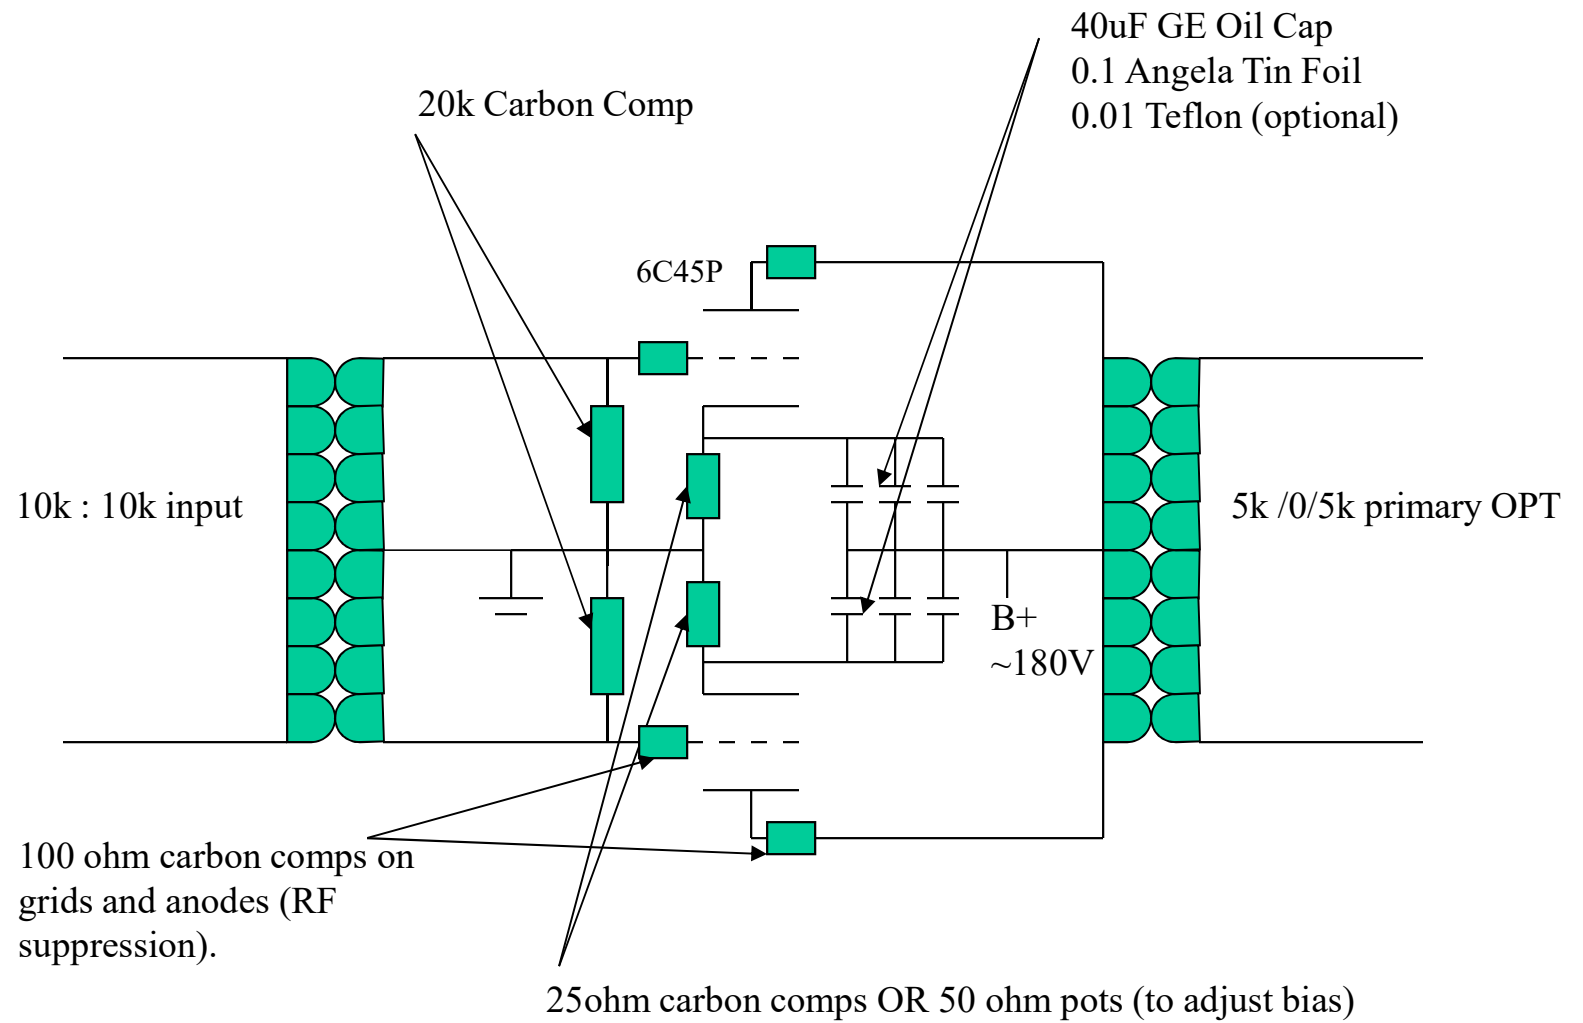 40uF GE Oil Cap
0.1 Angela Tin Foil
0.01 Teflon (optional)
20k Carbon Comp
6C45P
10k : 10k input
5k /0/5k primary OPT
B+
~180V
100 ohm carbon comps on
grids and anodes (RF
suppression).
25ohm carbon comps OR 50 ohm pots (to adjust bias)